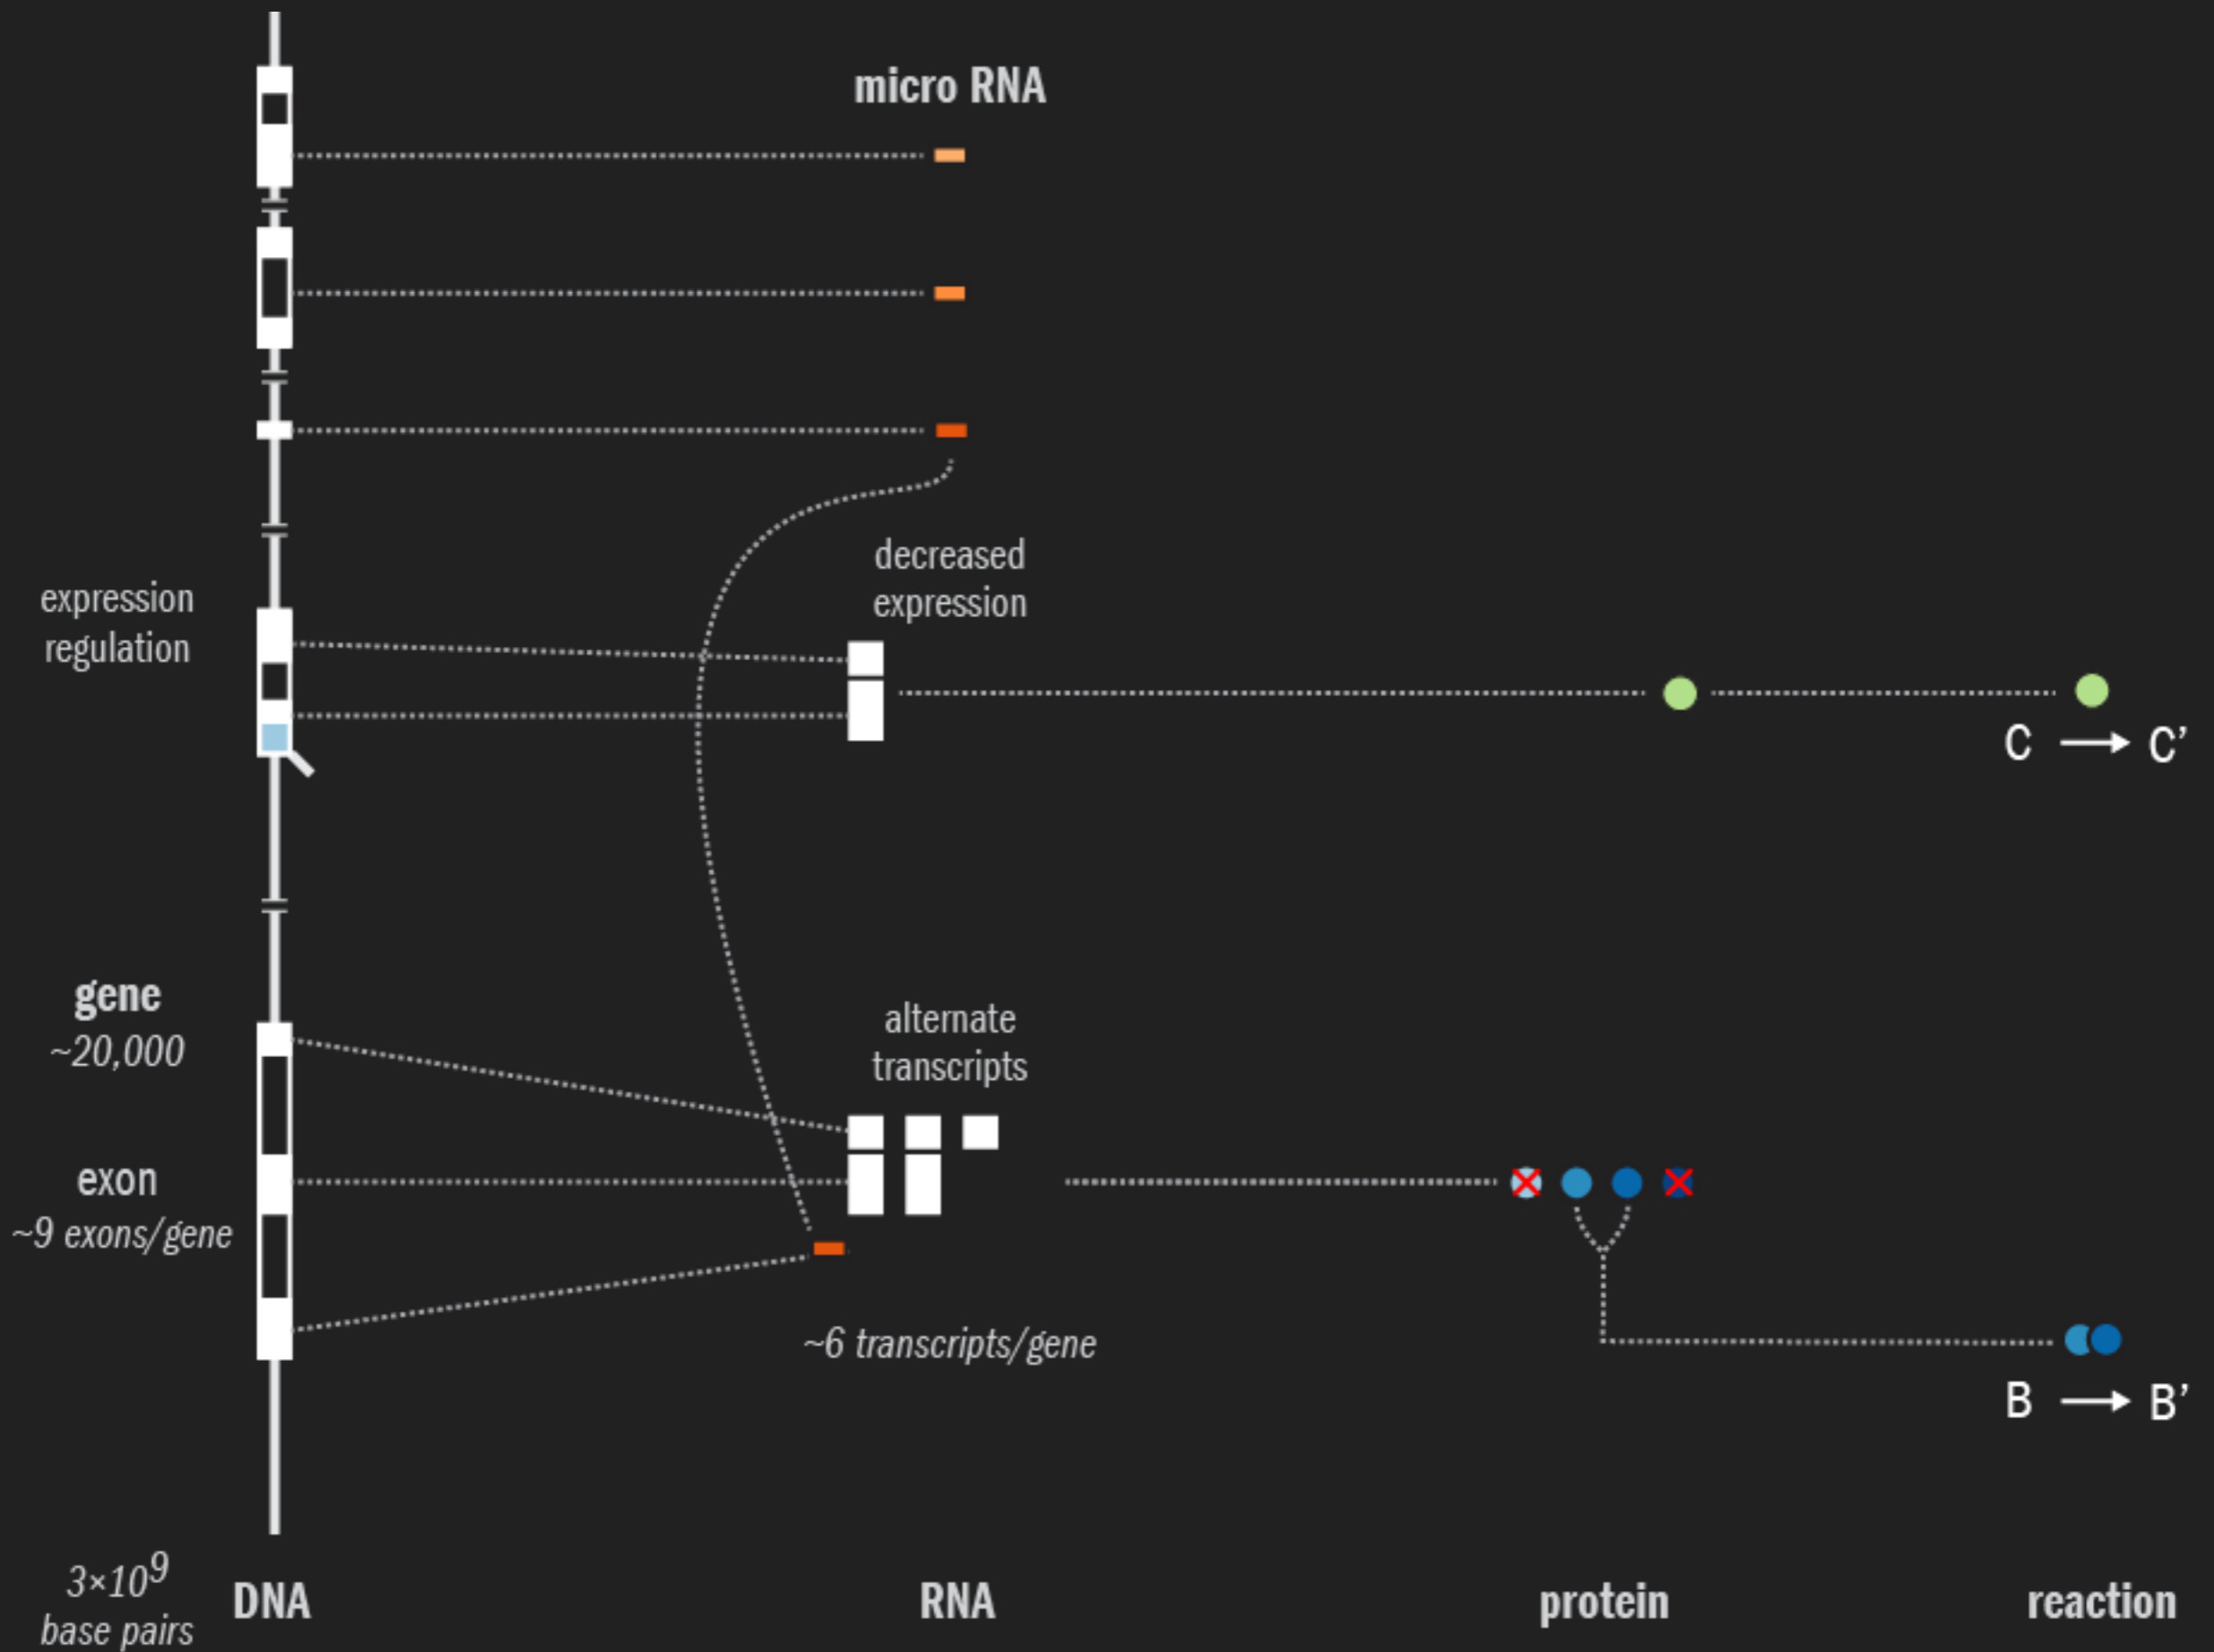 micro RNA
decreased
expression
expression
regulation
C → C’
gene
~20,000
alternate
transcripts
exon
~9 exons/gene
~6 transcripts/gene
B → B’
3×10⁹
base pairs
DNA
RNA
protein
reaction